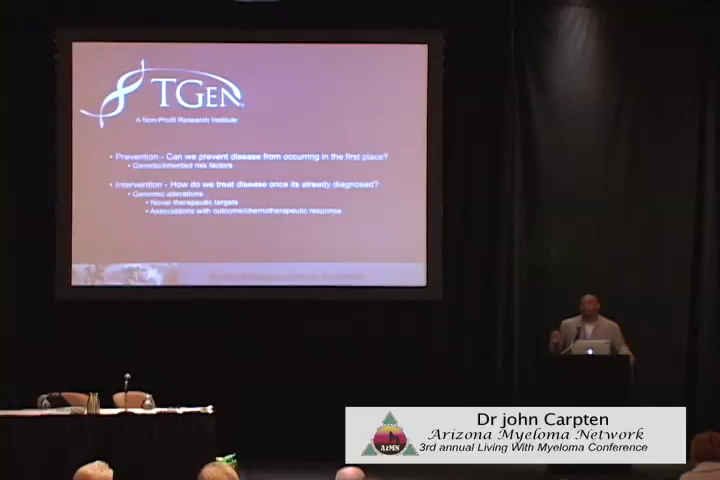 TGEN
A Non-Profit Research Institute
• Prevention - Can we prevent disease from occurring in the first place?
• Genetic/inherited risk factors
• Intervention - How do we treat disease once its already diagnosed?
• Genomic alterations
• Novel therapeutic targets
• Associations with outcome/chemotherapeutic response
Dr john Carpten
Arizona Myeloma Network
3rd annual Living With Myeloma Conference
AzMN